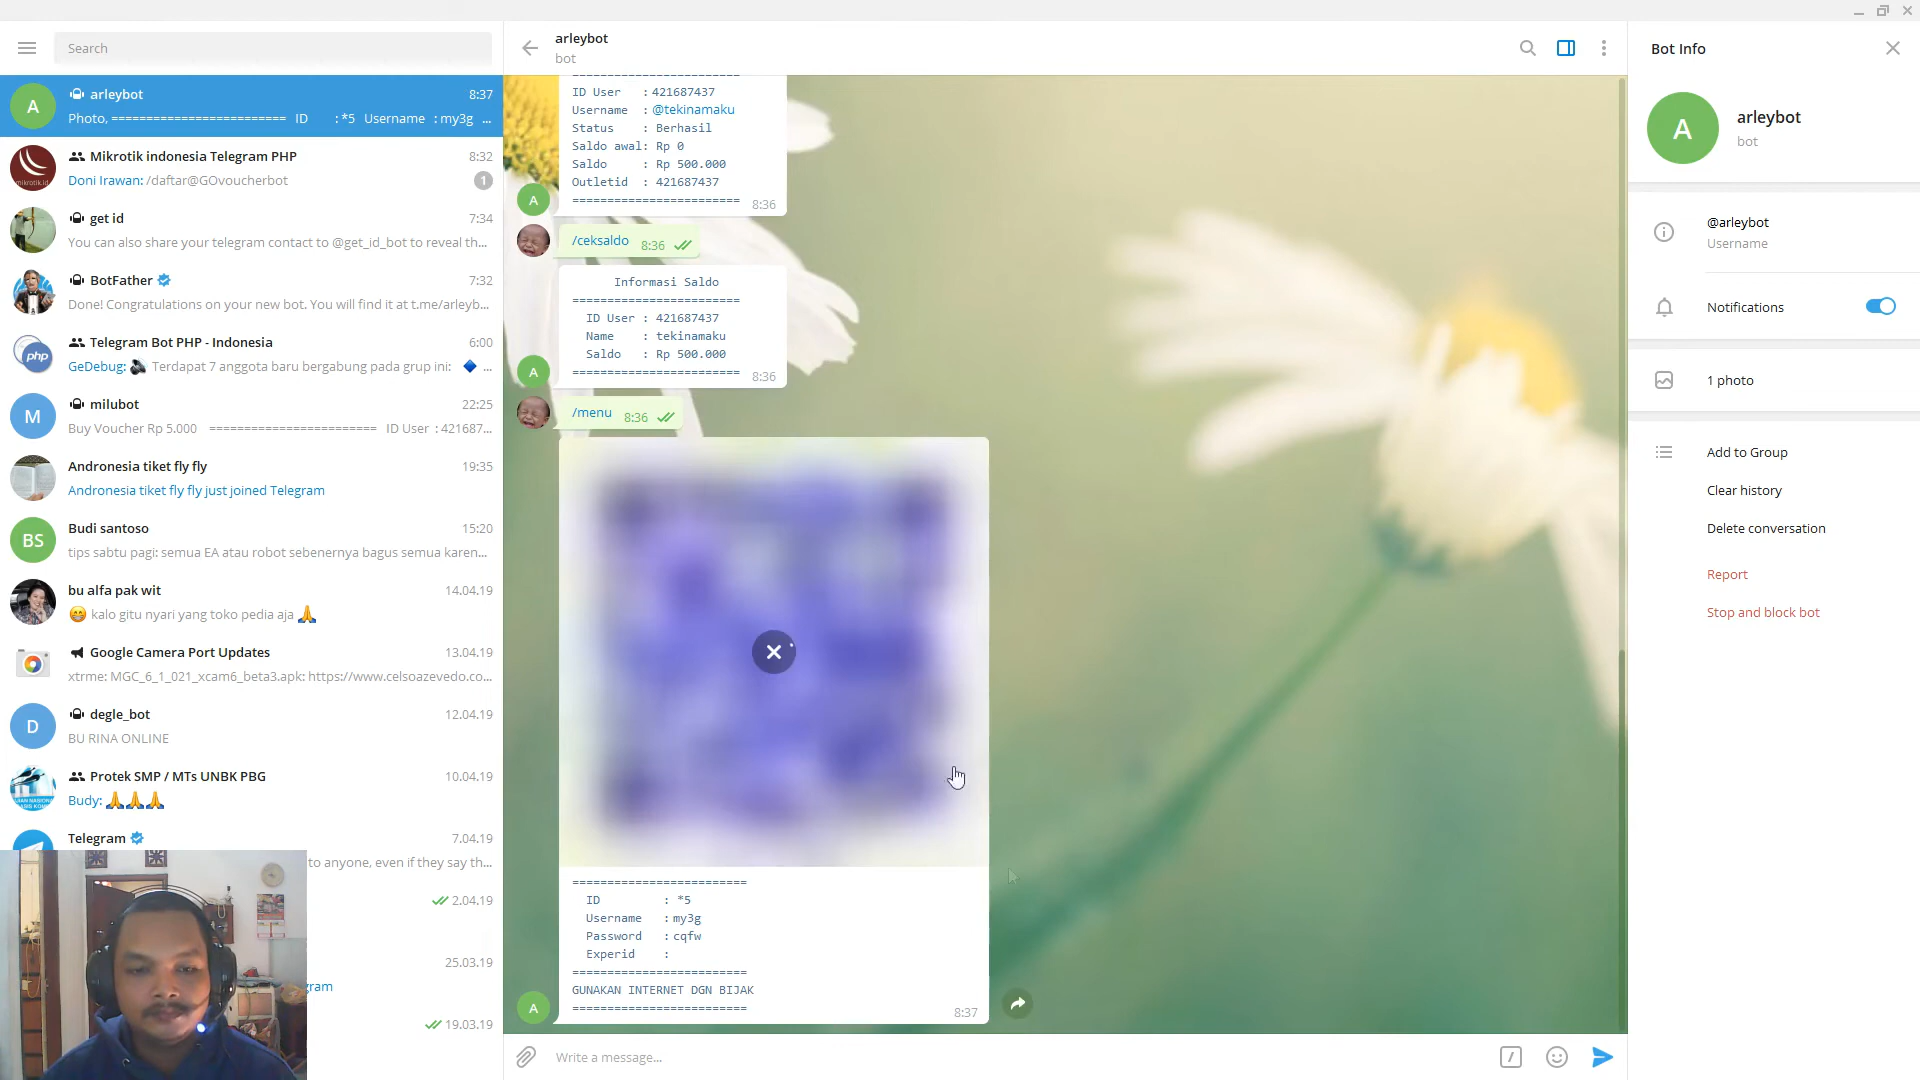 Search
arleybot 8:37
Photo, ========================= ID : *5 Username : my3g ...
Mikrotik indonesia Telegram PHP 8:32
Doni Irawan: /daftar@GOvoucherbot 1
get id 7:34
You can also share your telegram contact to @get_id_bot to reveal th...
BotFather 7:32
Done! Congratulations on your new bot. You will find it at t.me/arleyb...
Telegram Bot PHP - Indonesia 6:00
GeDebug: Terdapat 7 anggota baru bergabung pada grup ini: ...
milubot 22:25
Buy Voucher Rp 5.000 ======================== ID User : 421687...
Andronesia tiket fly fly 19:35
Andronesia tiket fly fly just joined Telegram
BS
Budi santoso 15:20
tips sabtu pagi: semua EA atau robot sebenernya bagus semua karen...
bu alfa pak wit 14.04.19
kalo gitu nyari yang toko pedia aja
Google Camera Port Updates 13.04.19
xtrme: MGC_6_1_021_xcam6_beta3.apk: https://www.celsoazevedo.co...
degle_bot 12.04.19
BU RINA ONLINE
Protek SMP / MTs UNBK PBG 10.04.19
Budy:
Telegram 7.04.19
to anyone, even if they say th...
2.04.19
25.03.19
gram
19.03.19
arleybot
bot
========================
ID User : 421687437
Username : @tekinamaku
Status : Berhasil
Saldo awal: Rp 0
Saldo : Rp 500.000
Outletid : 421687437
========================
8:36
/ceksaldo 8:36
Informasi Saldo
========================
ID User : 421687437
Name : tekinamaku
Saldo : Rp 500.000
========================
8:36
/menu 8:36
=========================
ID : *5
Username : my3g
Password : cqfw
Experid :
=========================
GUNAKAN INTERNET DGN BIJAK
=========================
8:37
Write a message...
Bot Info
A
arleybot
bot
@arleybot
Username
Notifications
1 photo
Add to Group
Clear history
Delete conversation
Report
Stop and block bot